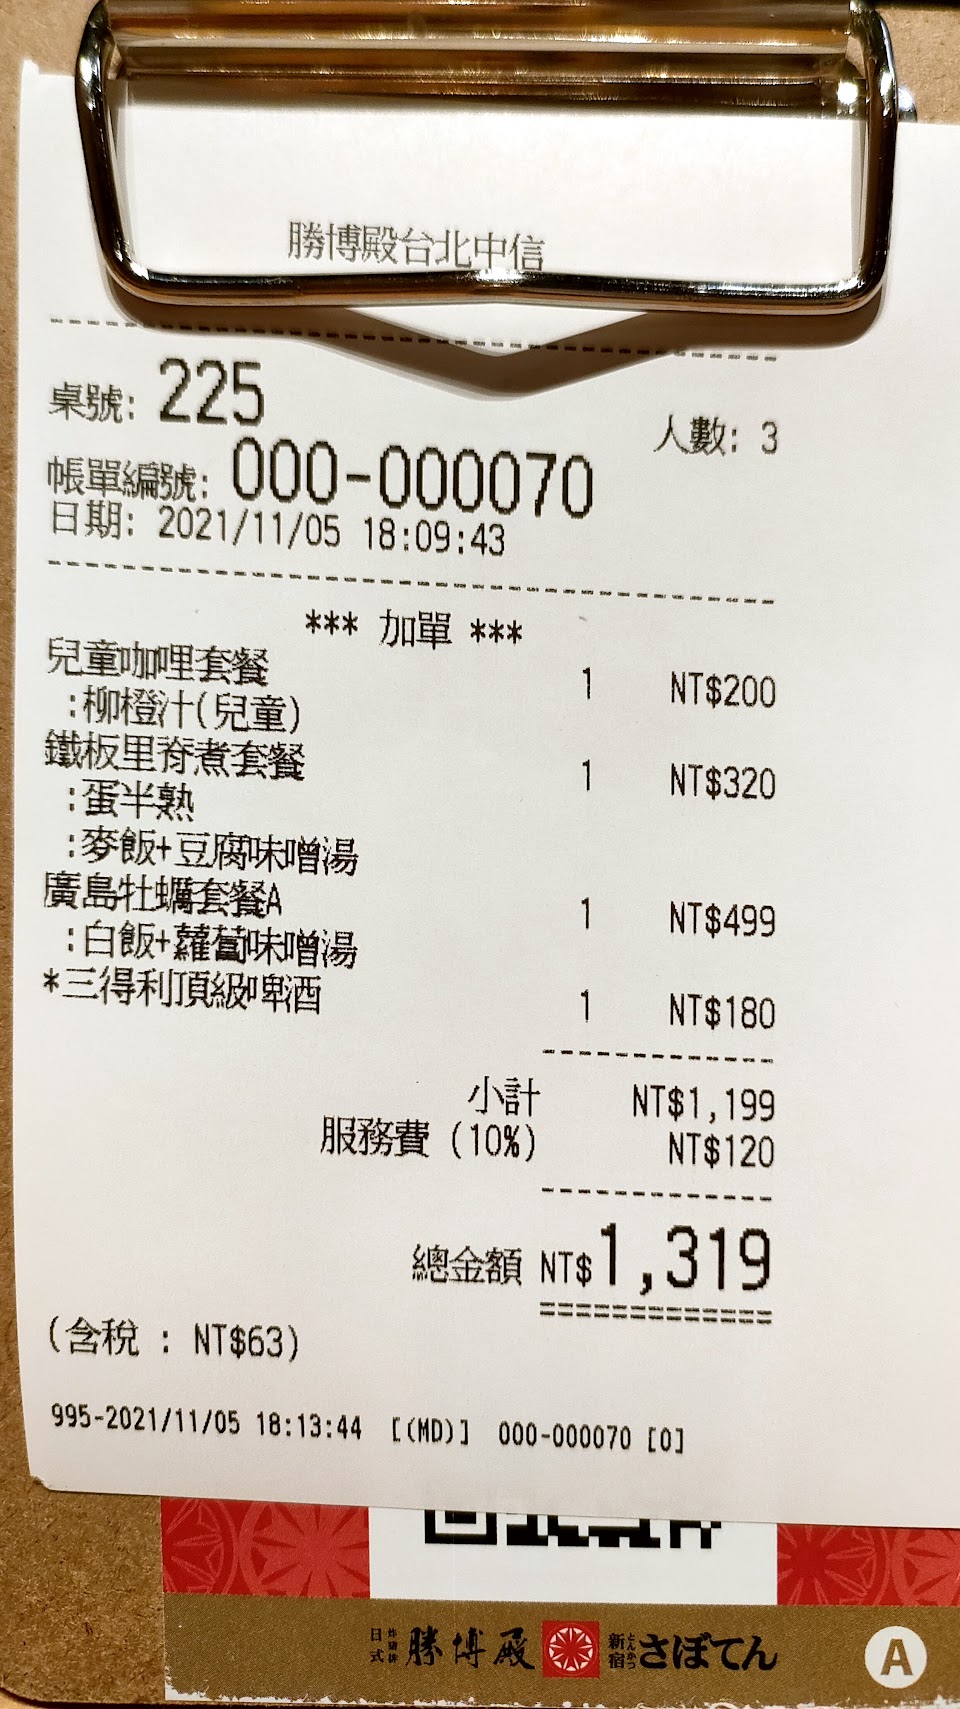 勝博殿台北中信
桌號: 225 人數: 3
帳單編號: 000-000070
日期: 2021/11/05 18:09:43
*** 加單 ***
兒童咖哩套餐 1 NT$200
:柳橙汁(兒童)
鐵板里脊煮套餐 1 NT$320
:蛋半熟
:麥飯+豆腐味噌湯
廣島牡蠣套餐A 1 NT$499
:白飯+蘿蔔味噌湯
*三得利頂級啤酒 1 NT$180
小計 NT$1,199
服務費 (10%) NT$120
總金額 NT$1,319
(含稅 : NT$63)
995-2021/11/05 18:13:44 [(MD)] 000-000070 [0]
日式炸豬排 勝博殿 新宿とんかつさぼてん A